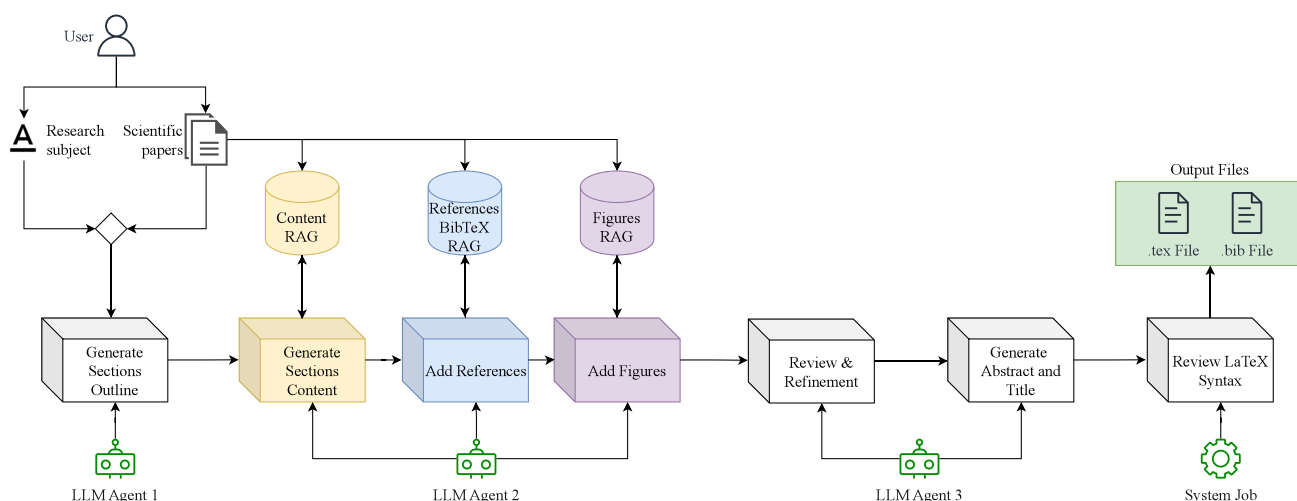 User
Research
subject
Scientific
papers
A
Content
RAG
References
BibTeX
RAG
Figures
RAG
Output Files
.tex File
.bib File
Generate
Sections
Outline
Generate
Sections
Content
Add References
Add Figures
Review &
Refinement
Generate
Abstract and
Title
Review LaTeX
Syntax
LLM Agent 1
LLM Agent 2
LLM Agent 3
System Job